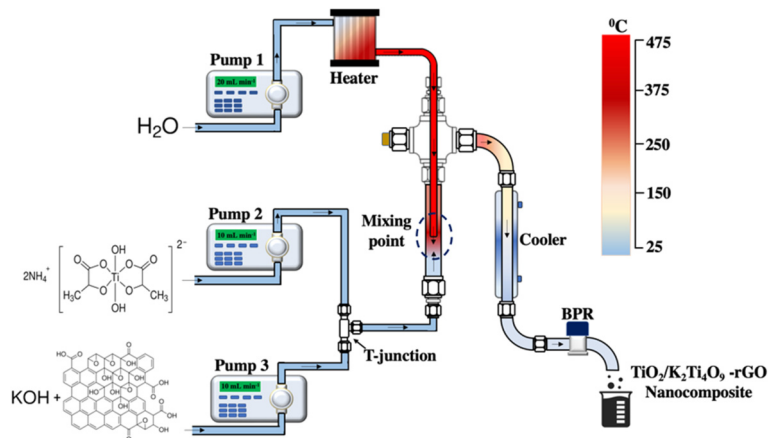 Pump 1
20 mL min⁻¹
H₂O
Heater
⁰C
475
375
250
150
25
Pump 2
10 mL min⁻¹
Mixing
point
Cooler
2NH₄⁺
OH
O
O
O
O
Ti
O
O
H₃C
CH₃
OH
2−
T-junction
BPR
Pump 3
10 mL min⁻¹
KOH +
TiO₂/K₂Ti₄O₉ -rGO
Nanocomposite